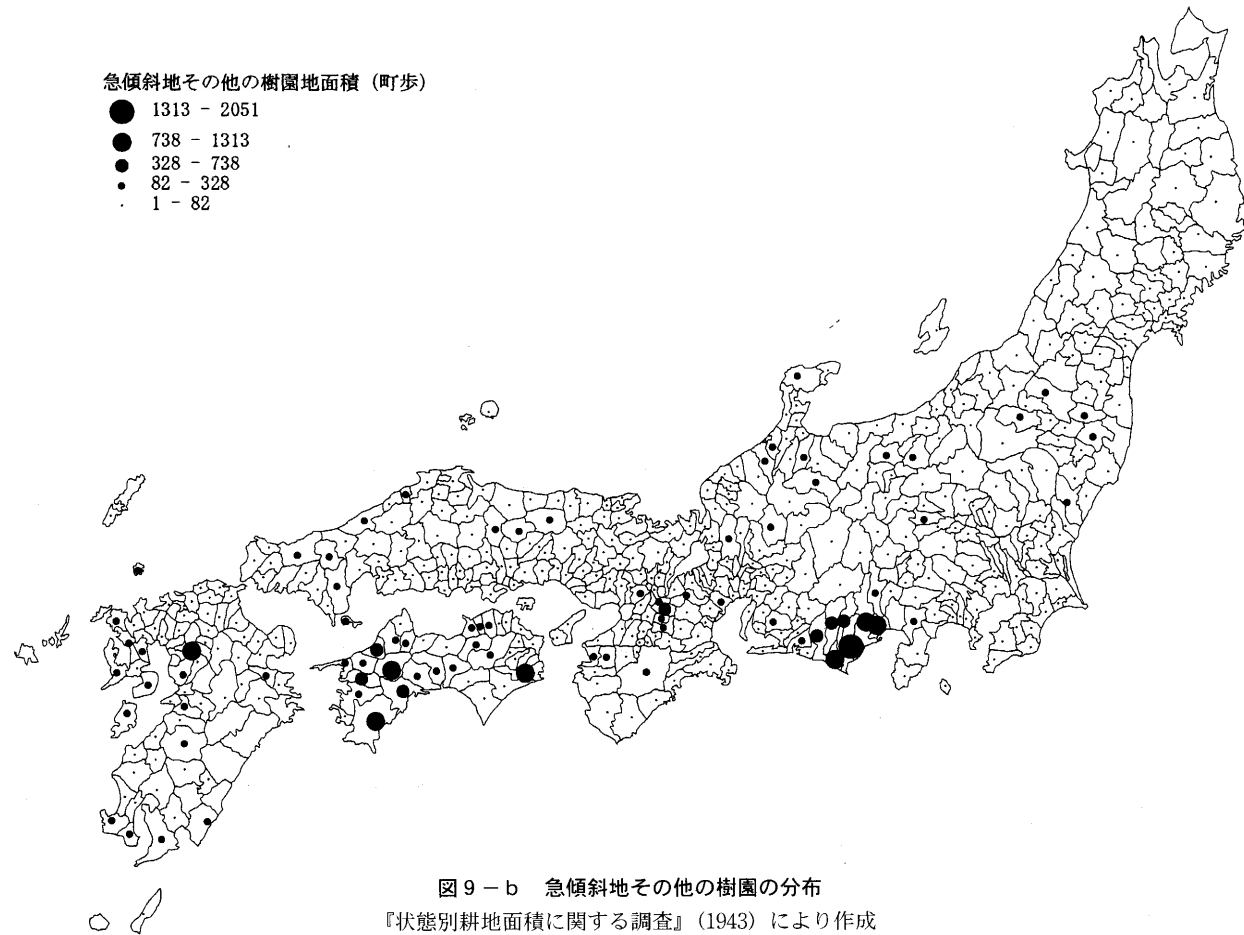 急傾斜地その他の樹園地面積（町歩）
1313 - 2051
738 - 1313
328 - 738
82 - 328
1 - 82
図９－ｂ　急傾斜地その他の樹園の分布
『状態別耕地面積に関する調査』（1943）により作成